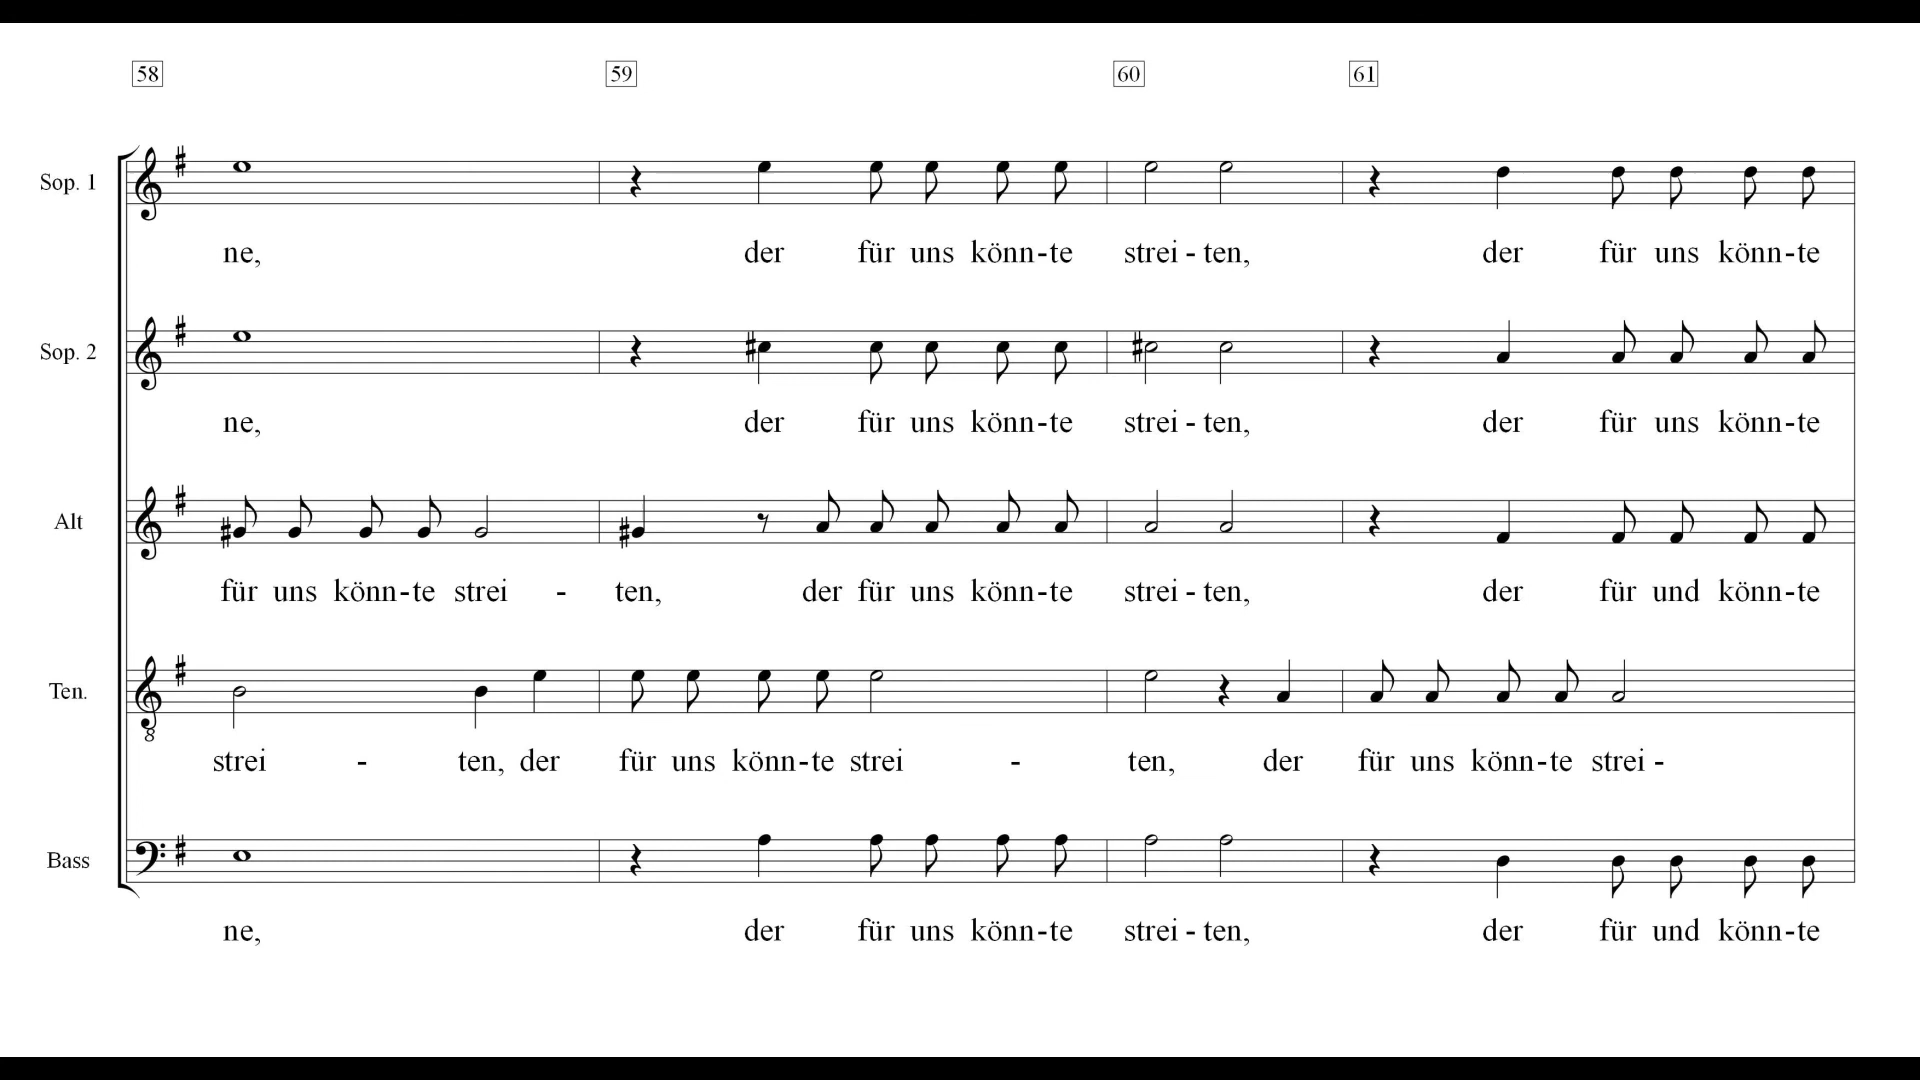 58 59 60 61
Sop. 1
ne, der für uns könn-te strei - ten, der für uns könn-te
Sop. 2
ne, der für uns könn-te strei - ten, der für uns könn-te
Alt
für uns könn-te strei - ten, der für uns könn-te strei - ten, der für und könn-te
Ten.
8
strei - ten, der für uns könn-te strei - ten, der für uns könn-te strei -
Bass
ne, der für uns könn-te strei - ten, der für und könn-te